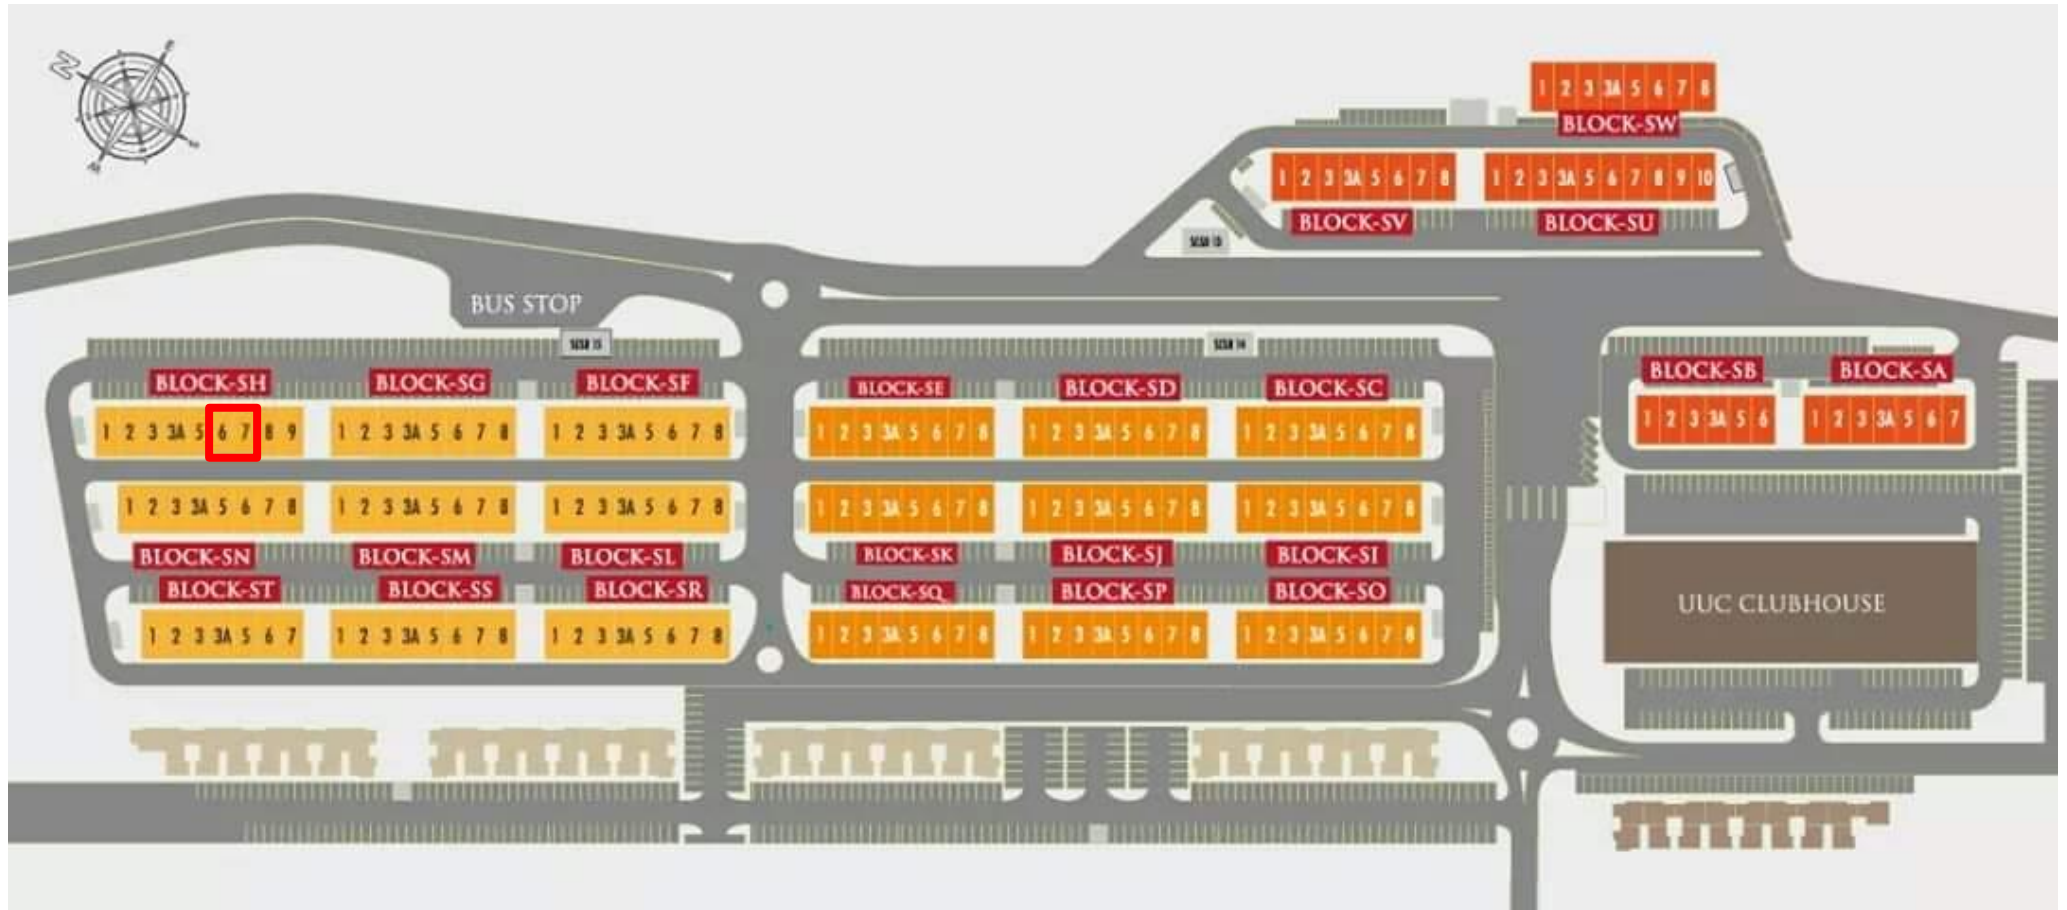 N
1 2 3 3A 5 6 7 8
BLOCK-SW
1 2 3 3A 5 6 7 8
1 2 3 3A 5 6 7 8 9 10
BLOCK-SV
BLOCK-SU
BUS STOP
BLOCK-SH
BLOCK-SG
BLOCK-SF
BLOCK-SE
BLOCK-SD
BLOCK-SC
BLOCK-SB
BLOCK-SA
1 2 3 3A 5 6 7 8 9
1 2 3 3A 5 6 7 8
1 2 3 3A 5 6 7 8
1 2 3 3A 5 6 7 8
1 2 3 3A 5 6 7 8
1 2 3 3A 5 6 7 8
1 2 3 3A 5 6
1 2 3 3A 5 6 7
1 2 3 3A 5 6 7 8
1 2 3 3A 5 6 7 8
1 2 3 3A 5 6 7 8
1 2 3 3A 5 6 7 8
1 2 3 3A 5 6 7 8
1 2 3 3A 5 6 7 8
BLOCK-SN
BLOCK-SM
BLOCK-SL
BLOCK-SK
BLOCK-SJ
BLOCK-SI
BLOCK-ST
BLOCK-SS
BLOCK-SR
BLOCK-SQ
BLOCK-SP
BLOCK-SO
UUC CLUBHOUSE
1 2 3 3A 5 6 7
1 2 3 3A 5 6 7 8
1 2 3 3A 5 6 7 8
1 2 3 3A 5 6 7 8
1 2 3 3A 5 6 7 8
1 2 3 3A 5 6 7 8